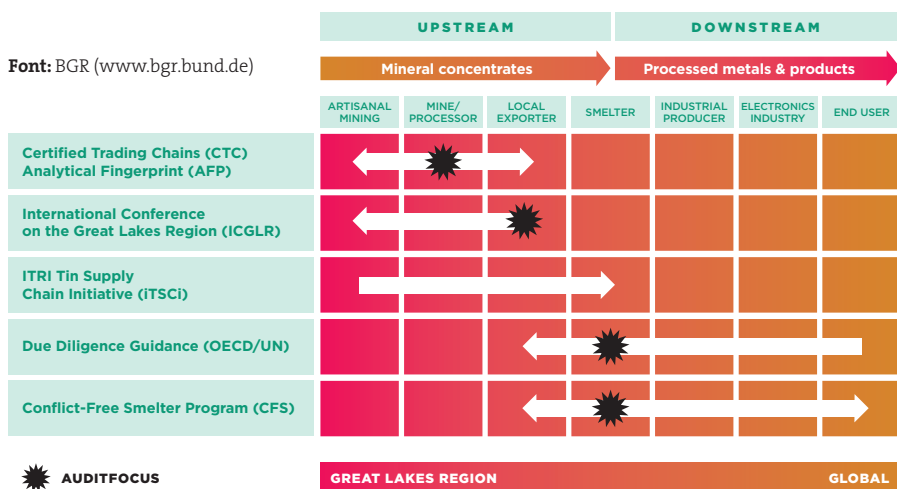 UPSTREAM
DOWNSTREAM
Font: BGR (www.bgr.bund.de)
Mineral concentrates
Processed metals & products
ARTISANAL
MINING
MINE/
PROCESSOR
LOCAL
EXPORTER
SMELTER
INDUSTRIAL
PRODUCER
ELECTRONICS
INDUSTRY
END USER
Certified Trading Chains (CTC)
Analytical Fingerprint (AFP)
International Conference
on the Great Lakes Region (ICGLR)
ITRI Tin Supply
Chain Initiative (iTSCi)
Due Diligence Guidance (OECD/UN)
Conflict-Free Smelter Program (CFS)
AUDITFOCUS
GREAT LAKES REGION
GLOBAL